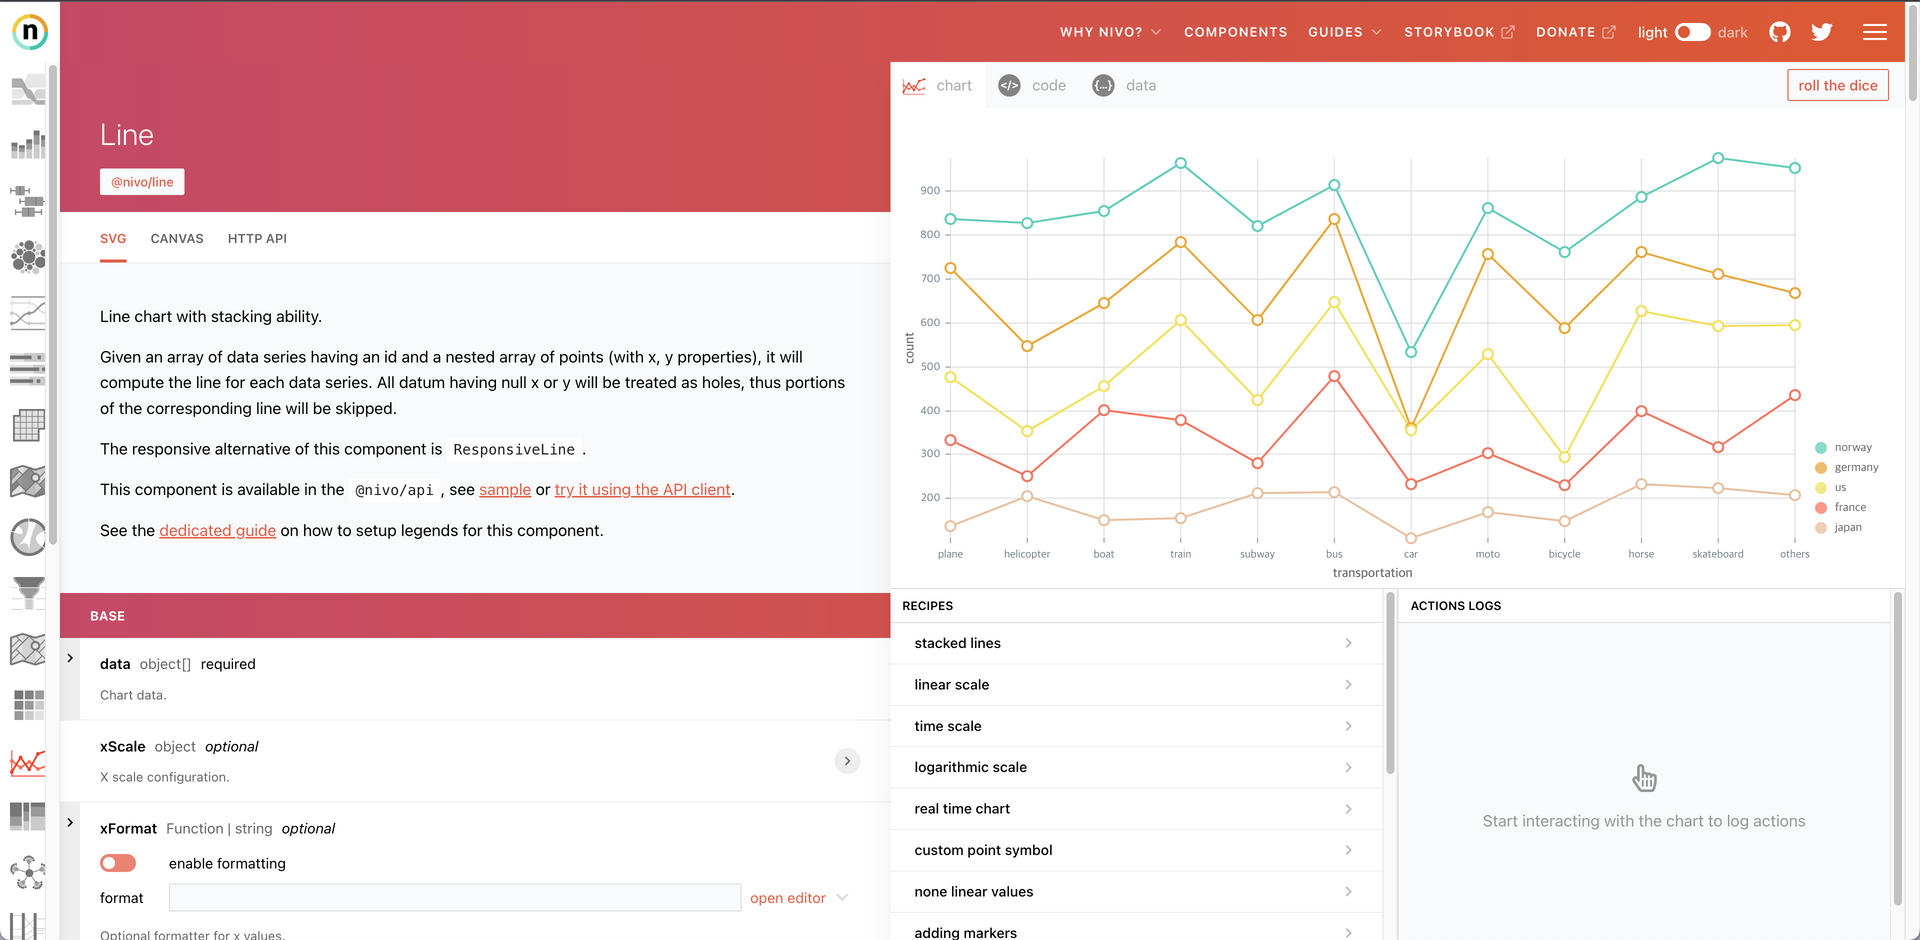 n
WHY NIVO?
COMPONENTS
GUIDES
STORYBOOK
DONATE
light
dark
Line
@nivo/line
SVG
CANVAS
HTTP API
Line chart with stacking ability.
Given an array of data series having an id and a nested array of points (with x, y properties), it will
compute the line for each data series. All datum having null x or y will be treated as holes, thus portions
of the corresponding line will be skipped.
The responsive alternative of this component is ResponsiveLine .
This component is available in the @nivo/api , see sample or try it using the API client.
See the dedicated guide on how to setup legends for this component.
BASE
data object[] required
Chart data.
xScale object optional
X scale configuration.
xFormat Function | string optional
enable formatting
format
open editor
Optional formatter for x values.
chart
</> code
{...} data
roll the dice
900
800
700
600
500
400
300
200
count
plane
helicopter
boat
train
subway
bus
car
moto
bicycle
horse
skateboard
others
transportation
norway
germany
us
france
japan
RECIPES
stacked lines
linear scale
time scale
logarithmic scale
real time chart
custom point symbol
none linear values
adding markers
ACTIONS LOGS
Start interacting with the chart to log actions